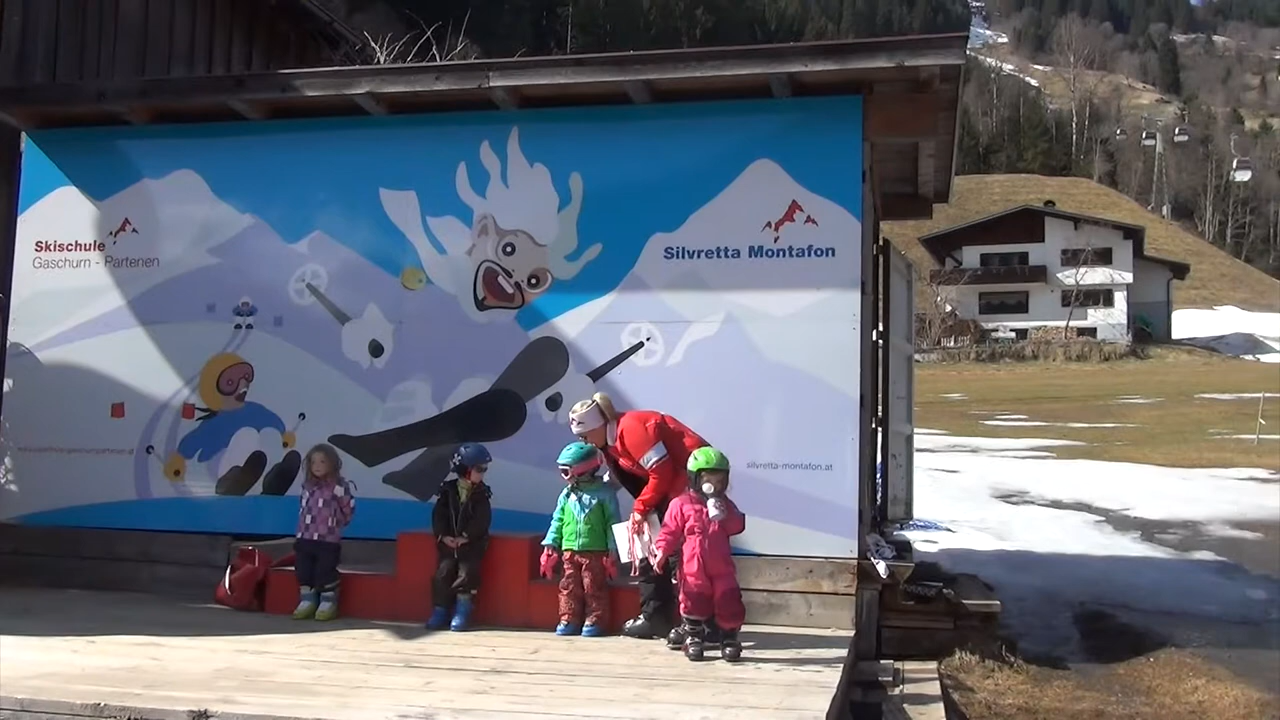 Skischule
Gaschurn - Partenen
Silvretta Montafon
silvretta-montafon.at